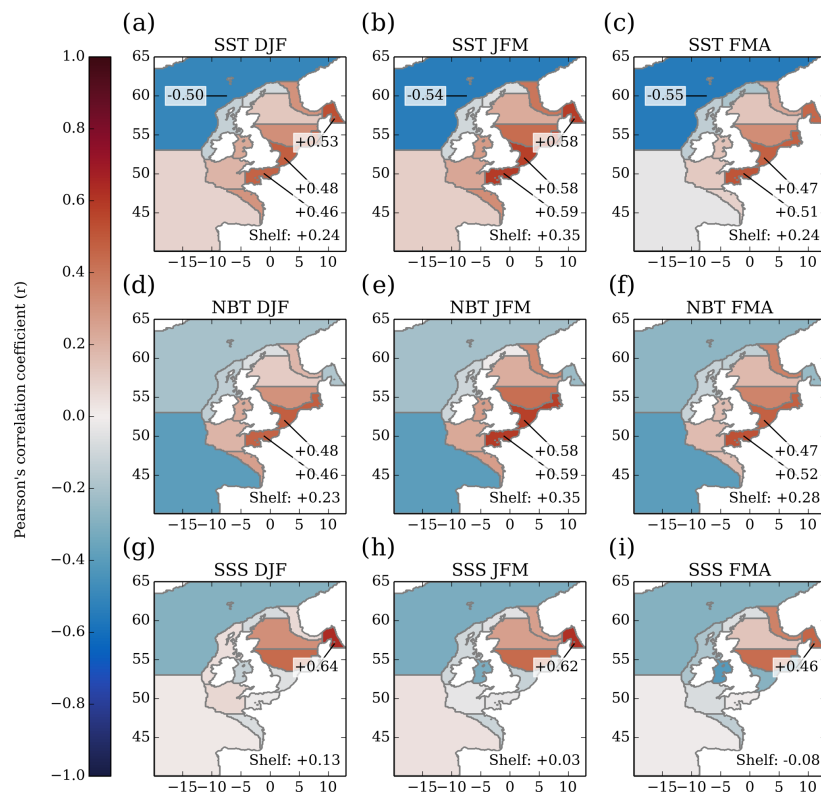 (a)
(b)
(c)
SST DJF
SST JFM
SST FMA
1.0
0.8
0.6
0.4
0.2
0.0
−0.2
−0.4
−0.6
−0.8
−1.0
Pearson's correlation coefficient (r)
65
60
55
50
45
-0.50
+0.53
+0.48
+0.46
Shelf: +0.24
−15−10−5 0 5 10
65
60
55
50
45
-0.54
+0.58
+0.58
+0.59
Shelf: +0.35
−15−10−5 0 5 10
65
60
55
50
45
-0.55
+0.47
+0.51
Shelf: +0.24
−15−10−5 0 5 10
(d)
(e)
(f)
NBT DJF
NBT JFM
NBT FMA
65
60
55
50
45
+0.48
+0.46
Shelf: +0.23
−15−10−5 0 5 10
65
60
55
50
45
+0.58
+0.59
Shelf: +0.35
−15−10−5 0 5 10
65
60
55
50
45
+0.47
+0.52
Shelf: +0.28
−15−10−5 0 5 10
(g)
(h)
(i)
SSS DJF
SSS JFM
SSS FMA
65
60
55
50
45
+0.64
Shelf: +0.13
−15−10−5 0 5 10
65
60
55
50
45
+0.62
Shelf: +0.03
−15−10−5 0 5 10
65
60
55
50
45
+0.46
Shelf: -0.08
−15−10−5 0 5 10